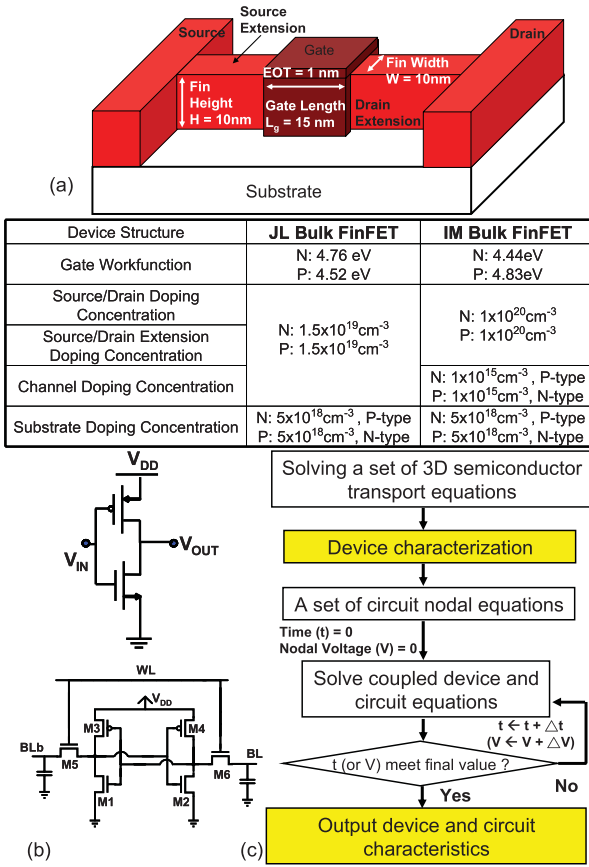 Source
Source
Extension
Gate
Drain
Fin Width
W = 10nm
EOT = 1 nm
Fin
Height
H = 10nm
Gate Length
Lg = 15 nm
Drain
Extension
(a)
Substrate
Device Structure
JL Bulk FinFET
IM Bulk FinFET
Gate Workfunction
N: 4.76 eV
P: 4.52 eV
N: 4.44eV
P: 4.83eV
Source/Drain Doping
Concentration
Source/Drain Extension
Doping Concentration
Channel Doping Concentration
N: 1.5x10^19cm^-3
P: 1.5x10^19cm^-3
N: 1x10^20cm^-3
P: 1x10^20cm^-3
N: 1x10^15cm^-3, P-type
P: 1x10^15cm^-3, N-type
Substrate Doping Concentration
N: 5x10^18cm^-3, P-type
P: 5x10^18cm^-3, N-type
N: 5x10^18cm^-3, P-type
P: 5x10^18cm^-3, N-type
VDD
VIN
VOUT
WL
VDD
M3
M4
BLb
BL
M5
M6
M1
M2
(b)
Solving a set of 3D semiconductor
transport equations
Device characterization
A set of circuit nodal equations
Time (t) = 0
Nodal Voltage (V) = 0
Solve coupled device and
circuit equations
t ← t + △t
(V ← V + △V)
t (or V) meet final value ?
No
Yes
Output device and circuit
characteristics
(c)